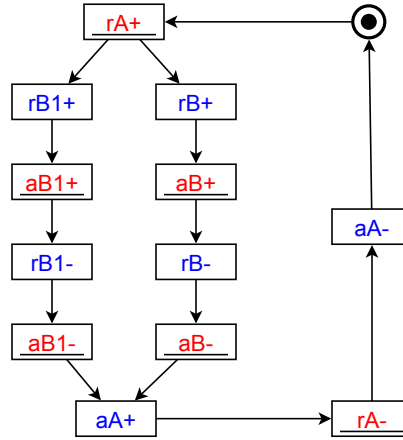 rA+
rB1+ rB+
aB1+ aB+
rB1- rB-
aA-
aB1- aB-
aA+ rA-